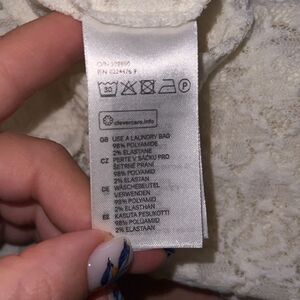 30
P
clevercare.info
GB USE A LAUNDRY BAG
98% POLYAMIDE
2% ELASTANE
CZ PERTE V SÁČKU PRO
ŠETRNÉ PRANÍ
98% POLYAMID
2% ELASTAN
DE WÄSCHEBEUTEL
VERWENDEN
98% POLYAMID
2% ELASTHAN
EE KASUTA PESUKOTTI
98% POLÜAMIID
2% ELASTAAN